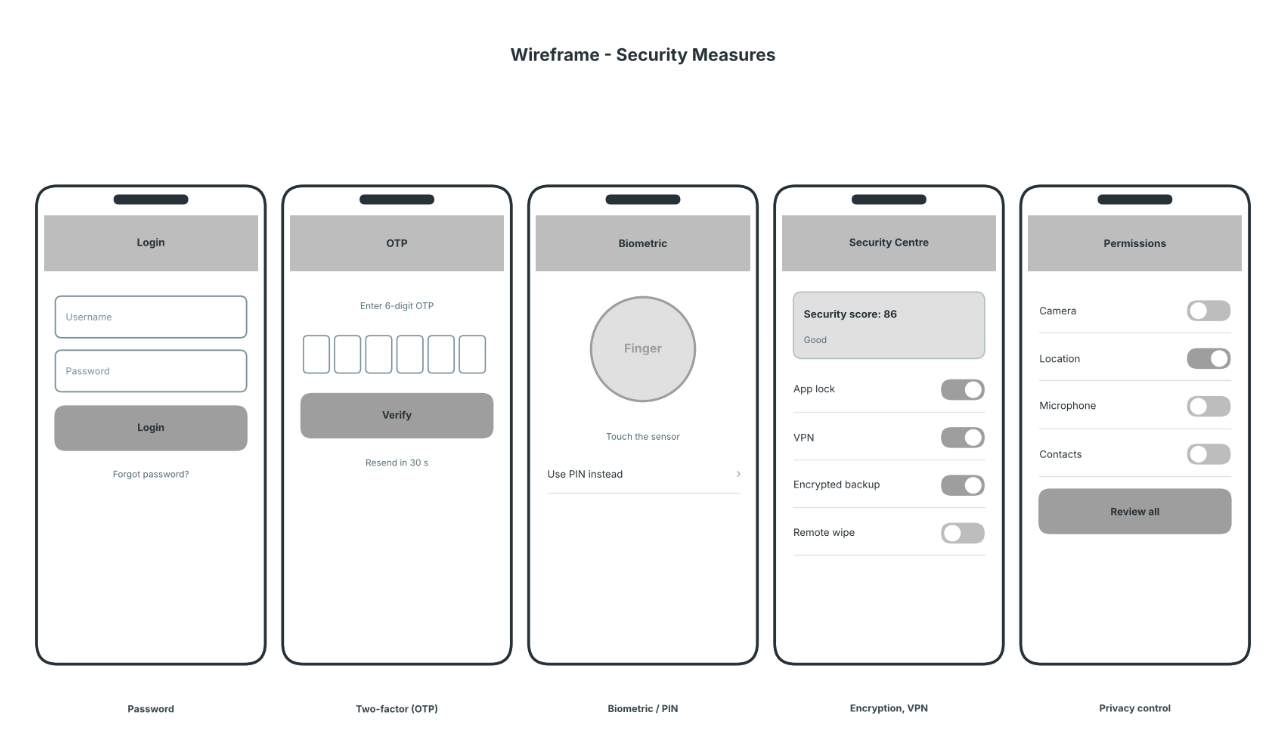 Wireframe - Security Measures
Login
Username
Password
Login
Forgot password?
Password
OTP
Enter 6-digit OTP
Verify
Resend in 30 s
Two-factor (OTP)
Biometric
Finger
Touch the sensor
Use PIN instead ›
Biometric / PIN
Security Centre
Security score: 86
Good
App lock
VPN
Encrypted backup
Remote wipe
Encryption, VPN
Permissions
Camera
Location
Microphone
Contacts
Review all
Privacy control